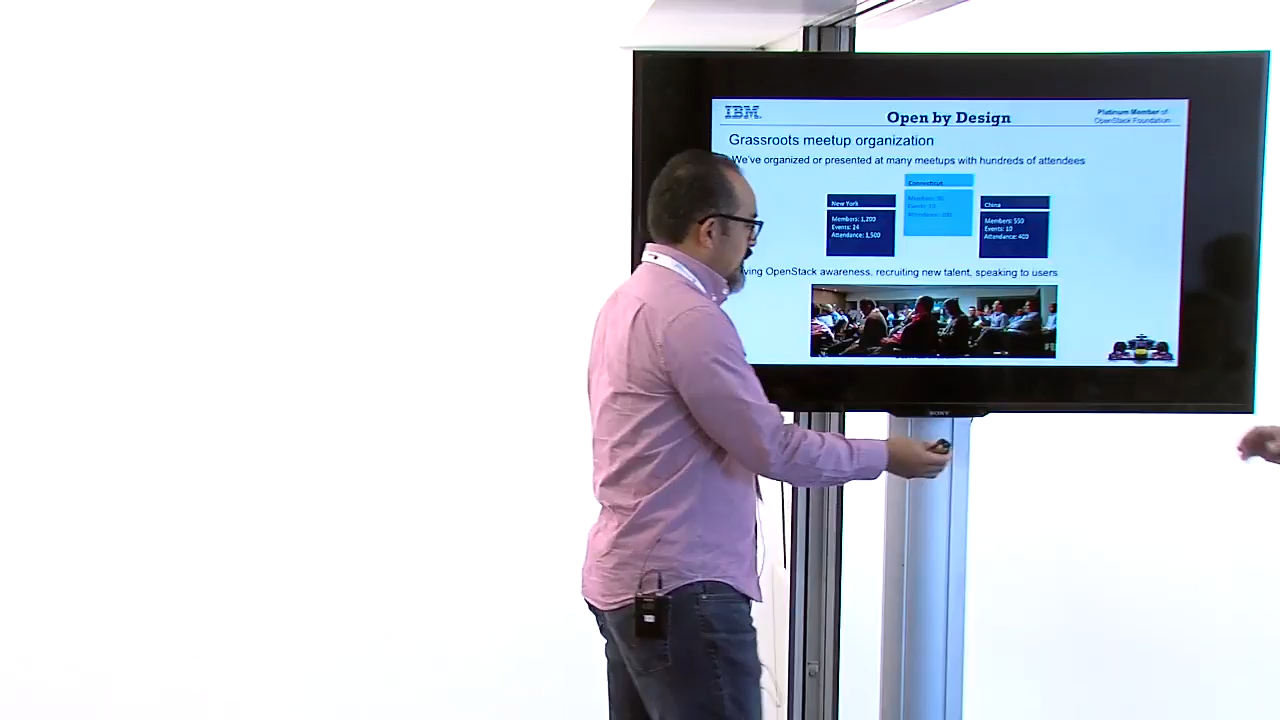 IBM
Open by Design
Platinum Member of
OpenStack Foundation
Grassroots meetup organization
We've organized or presented at many meetups with hundreds of attendees
New York
Members: 1,200
Events: 24
Attendance: 1,500
Connecticut
China
Members: 550
Events: 10
Attendance: 400
OpenStack awareness, recruiting new talent, speaking to users
SONY